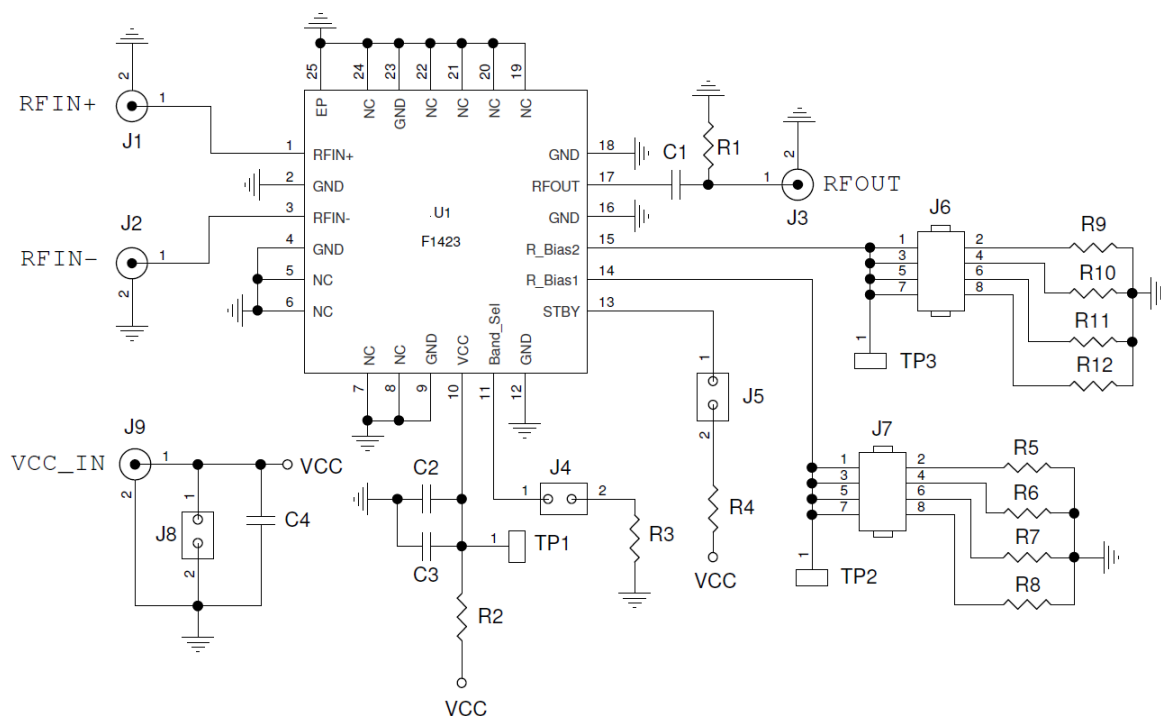 25
24
23
22
21
20
19
EP
NC
GND
NC
NC
NC
NC
2
RFIN+
1
J1
1
RFIN+
2
GND
3
RFIN-
4
GND
5
NC
6
NC
J2
RFIN-
1
2
.U1
F1423
GND
18
RFOUT
17
GND
16
R_Bias2
15
R_Bias1
14
STBY
13
C1
R1
2
1
RFOUT
J3
J6
1
3
5
7
2
4
6
8
R9
R10
R11
R12
1
TP3
NC
NC
GND
VCC
Band_Sel
GND
7
8
9
10
11
12
1
J5
2
R4
VCC
J9
VCC_IN
1
2
VCC
1
J8
2
C4
C2
C3
1
TP1
R2
VCC
J4
1
2
R3
J7
1
3
5
7
2
4
6
8
R5
R6
R7
R8
1
TP2